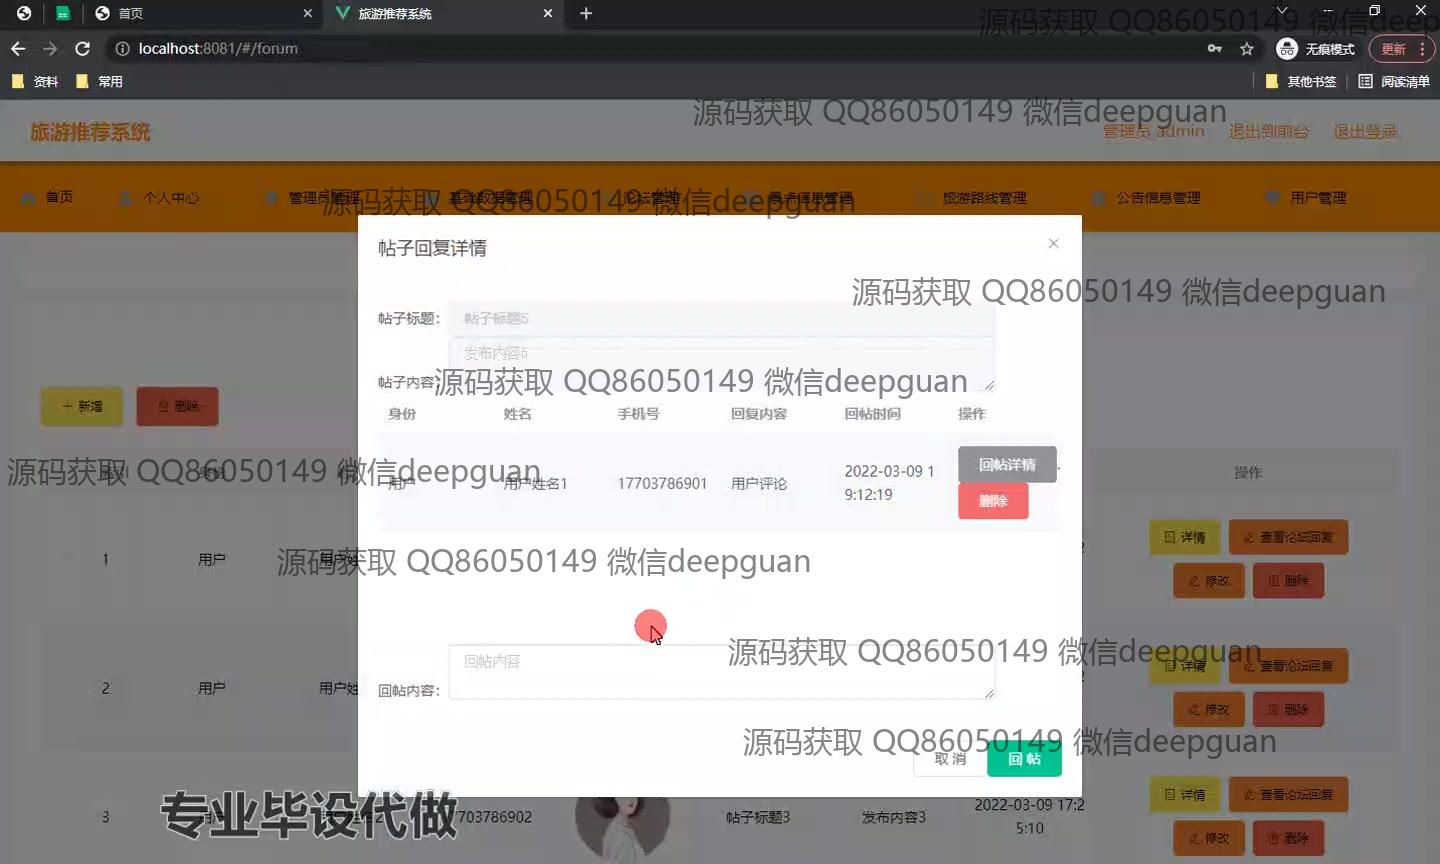 首页
旅游推荐系统
localhost:8081/#/forum
无痕模式
更新
资料
常用
其他书签
阅读清单
源码获取 QQ86050149 微信deep
源码获取 QQ86050149 微信deepguan
旅游推荐系统
管理员 admin
退出到前台
退出登录
首页
个人中心
管理员管理
基础数据管理
论坛管理
景点信息管理
旅游路线管理
公告信息管理
用户管理
源码获取 QQ86050149 微信deepguan
帖子回复详情
源码获取 QQ86050149 微信deepguan
帖子标题:
帖子标题5
发布内容5
帖子内容
源码获取 QQ86050149 微信deepguan
新增
删除
身份 姓名 手机号 回复内容 回帖时间 操作
用户 用户姓名1 17703786901 用户评论 2022-03-09 1
9:12:19
回帖详情
删除
源码获取 QQ86050149 微信deepguan
操作
1 用户
详情
查看论坛回复
修改
删除
源码获取 QQ86050149 微信deepguan
回帖内容:
回帖内容
源码获取 QQ86050149 微信deepguan
2 用户 用户姓
详情
查看论坛回复
修改
删除
源码获取 QQ86050149 微信deepguan
取 消
回 帖
3 用户 7703786902 帖子标题3 发布内容3 2022-03-09 17:2
5:10
详情
查看论坛回复
修改
删除
专业毕设代做